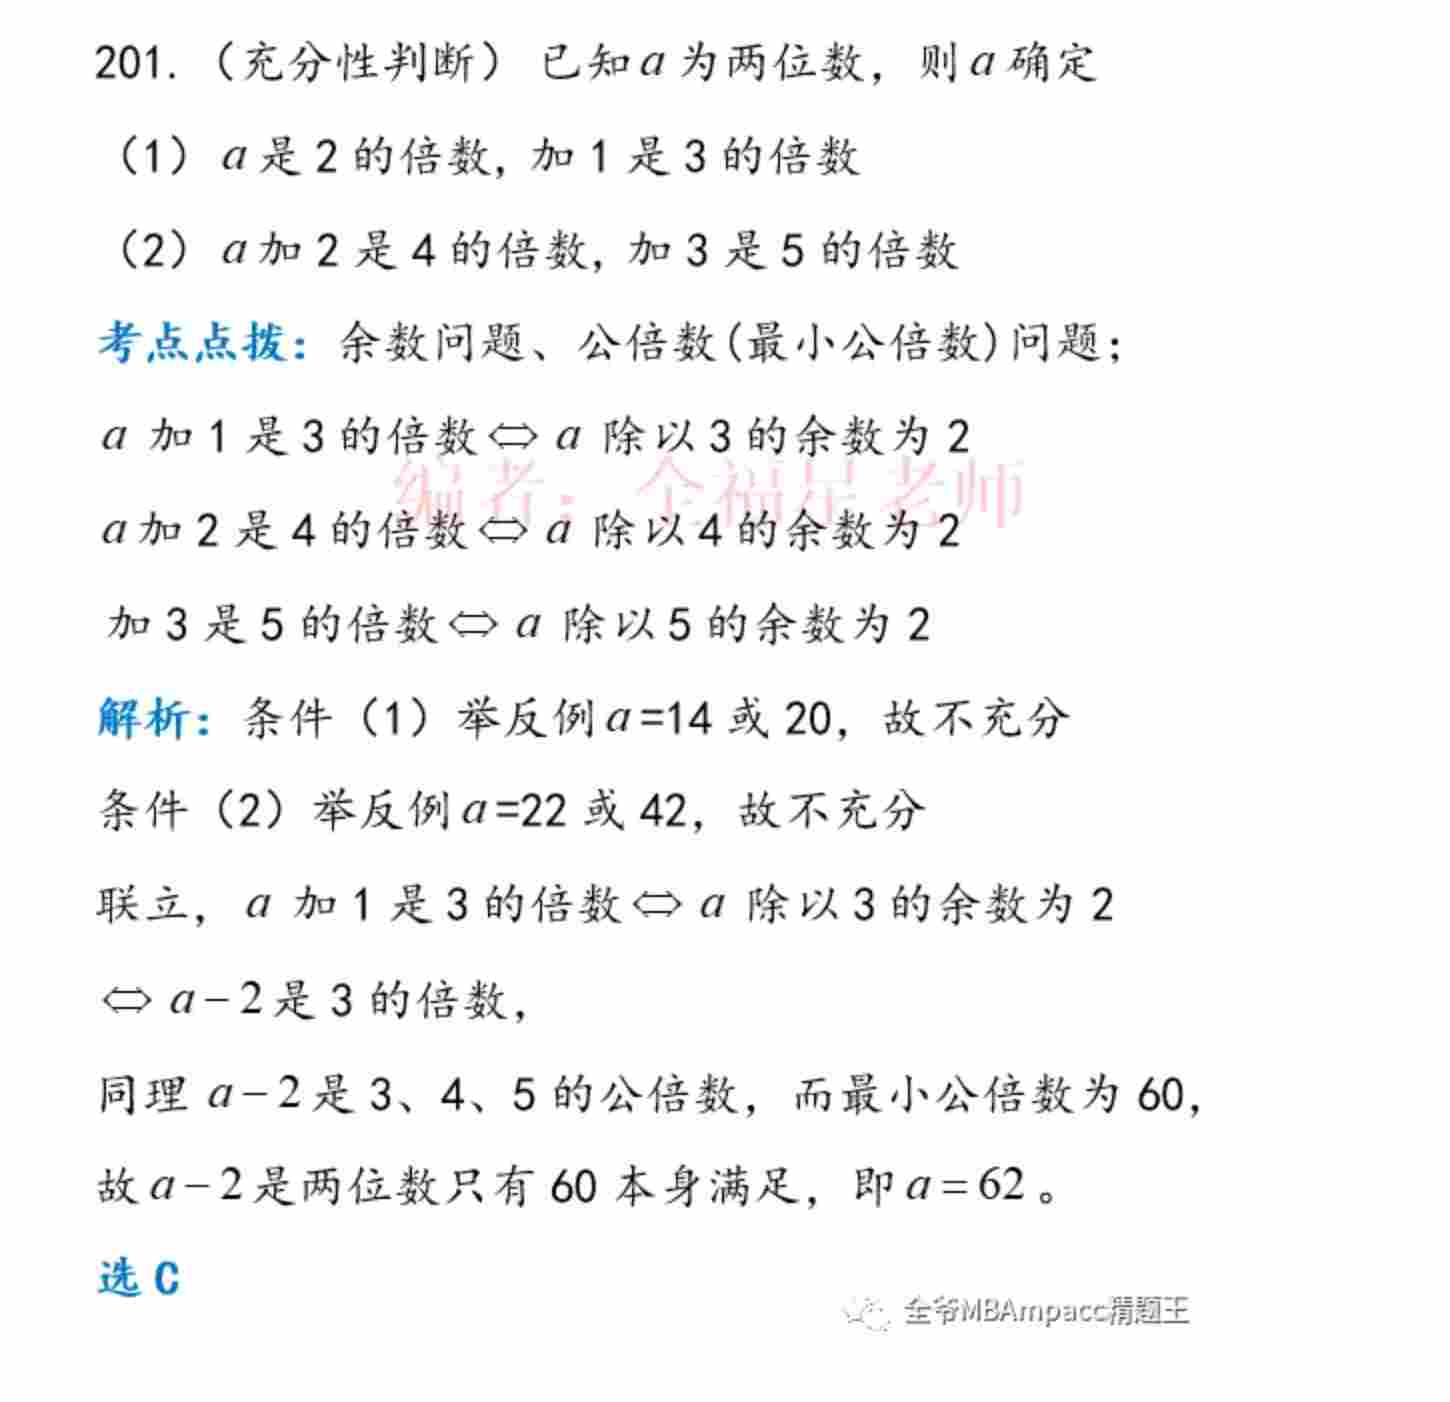 201.（充分性判断） 已知a为两位数，则a确定
（1） a是2的倍数, 加1是3的倍数
（2） a加2是4的倍数, 加3是5的倍数
考点点拨：余数问题、公倍数(最小公倍数)问题；
a 加1是3的倍数⇔ a 除以3的余数为2
编者：全福星老师
a加2是4的倍数⇔ a 除以4的余数为2
加3是5的倍数⇔ a 除以5的余数为2
解析：条件（1）举反例a=14或20，故不充分
条件（2）举反例a=22或42，故不充分
联立，a 加1是3的倍数⇔ a 除以3的余数为2
⇔ a−2是3的倍数，
同理 a−2是3、4、5的公倍数，而最小公倍数为60，
故a−2是两位数只有60本身满足，即a=62。
选C
全爷MBAmpacc精题王